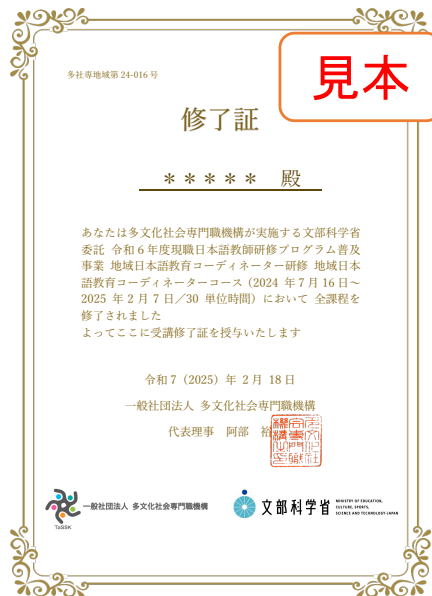 多社専地域第 24-016 号
見本
修了証
＊＊＊＊＊ 殿
あなたは多文化社会専門職機構が実施する文部科学省
委託 令和６年度現職日本語教師研修プログラム普及
事業 地域日本語教育コーディネーター研修 地域日本
語教育コーディネーターコース（2024 年７月 16 日～
2025 年 2 月 7 日／30 単位時間）において 全課程を
修了されました
よってここに受講修了証を授与いたします
令和７（2025）年 ２月 18 日
一般社団法人 多文化社会専門職機構
代表理事 阿部 裕
TaSSK
一般社団法人 多文化社会専門職機構
文部科学省
MINISTRY OF EDUCATION,
CULTURE, SPORTS,
SCIENCE AND TECHNOLOGY-JAPAN